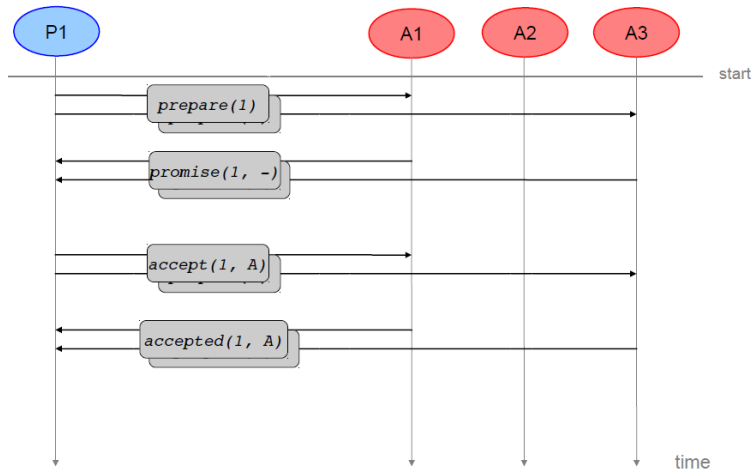 P1 A1 A2 A3
start
prepare(1)
promise(1, -)
accept(1, A)
accepted(1, A)
time